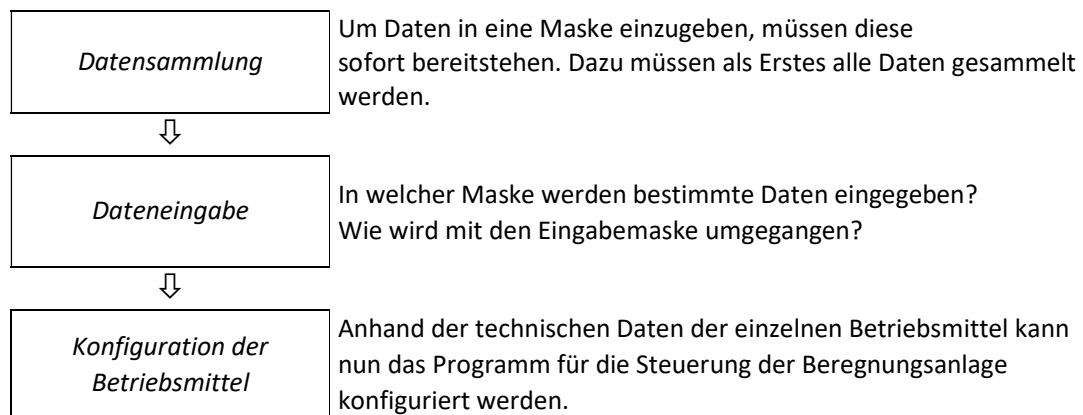 Datensammlung
Um Daten in eine Maske einzugeben, müssen diese
sofort bereitstehen. Dazu müssen als Erstes alle Daten gesammelt
werden.
Dateneingabe
In welcher Maske werden bestimmte Daten eingegeben?
Wie wird mit den Eingabemaske umgegangen?
Konfiguration der
Betriebsmittel
Anhand der technischen Daten der einzelnen Betriebsmittel kann
nun das Programm für die Steuerung der Beregnungsanlage
konfiguriert werden.